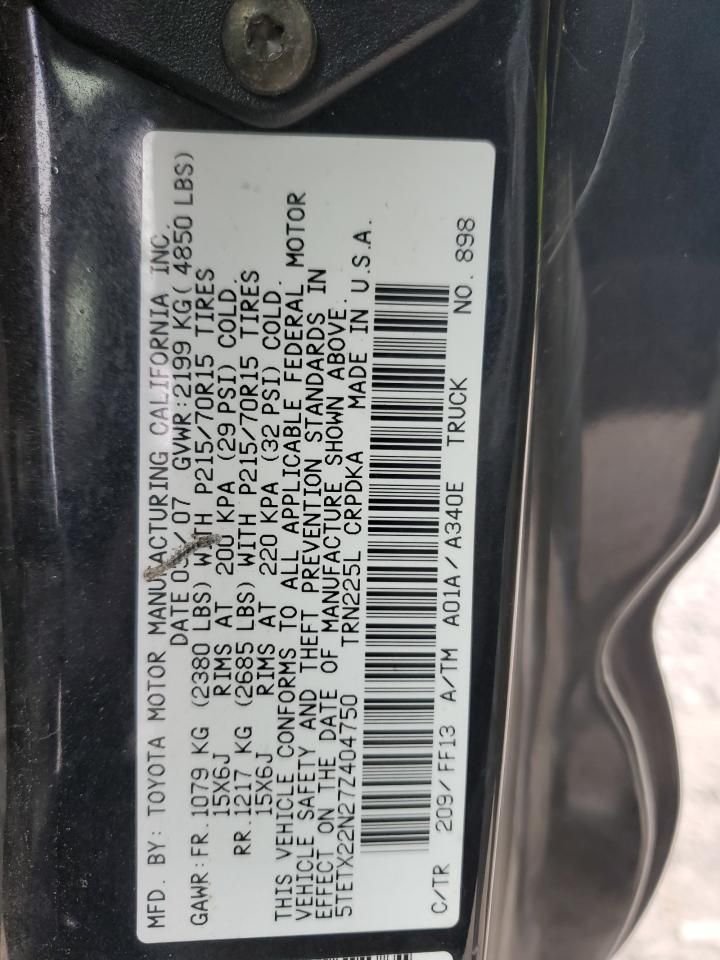 MFD. BY: TOYOTA MOTOR MANUFACTURING CALIFORNIA INC.
DATE 07 GVWR:2199 KG( 4850 LBS)
GAWR:FR.1079 KG (2380 LBS) WITH P215/70R15 TIRES
15X6J RIMS AT 200 KPA (29 PSI) COLD.
RR.1217 KG (2685 LBS) WITH P215/70R15 TIRES
15X6J RIMS AT 220 KPA (32 PSI) COLD.
THIS VEHICLE CONFORMS TO ALL APPLICABLE FEDERAL MOTOR
VEHICLE SAFETY AND THEFT PREVENTION STANDARDS IN
EFFECT ON THE DATE OF MANUFACTURE SHOWN ABOVE.
5TETX22N27Z404750 TRN225L CRPDKA MADE IN U.S.A.
C/TR 209/FF13 A/TM A01A/A340E TRUCK NO. 898